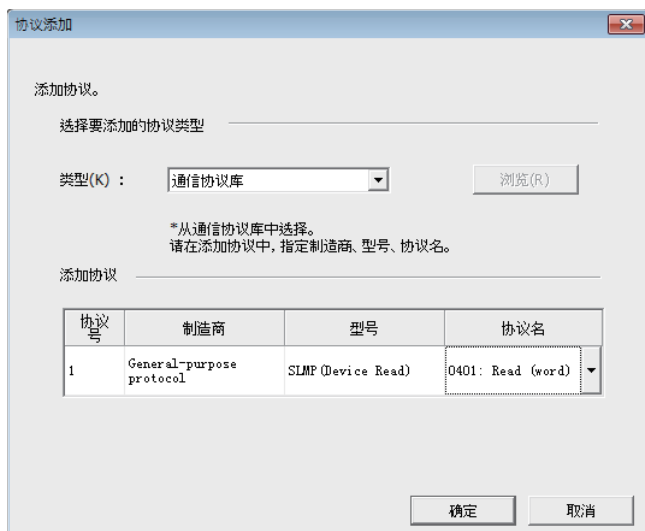 协议添加
添加协议。
选择要添加的协议类型
类型(K) : 通信协议库 浏览(R)
*从通信协议库中选择。
请在添加协议中,指定制造商、型号、协议名。
添加协议
协议号 制造商 型号 协议名
1 General-purpose protocol SLMP(Device Read) 0401: Read (word)
确定 取消